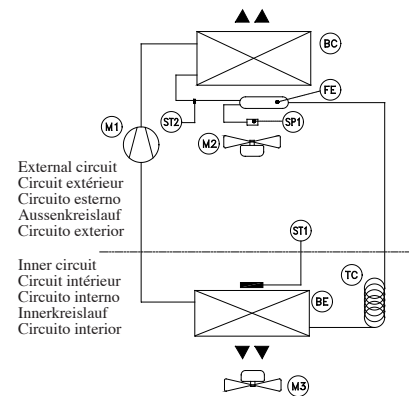 BC
FE
M1
ST2
SP1
M2
External circuit
Circuit extérieur
Circuito esterno
Aussenkreislauf
Circuito exterior
ST1
Inner circuit
Circuit intérieur
Circuito interno
Innerkreislauf
Circuito interior
TC
BE
M3